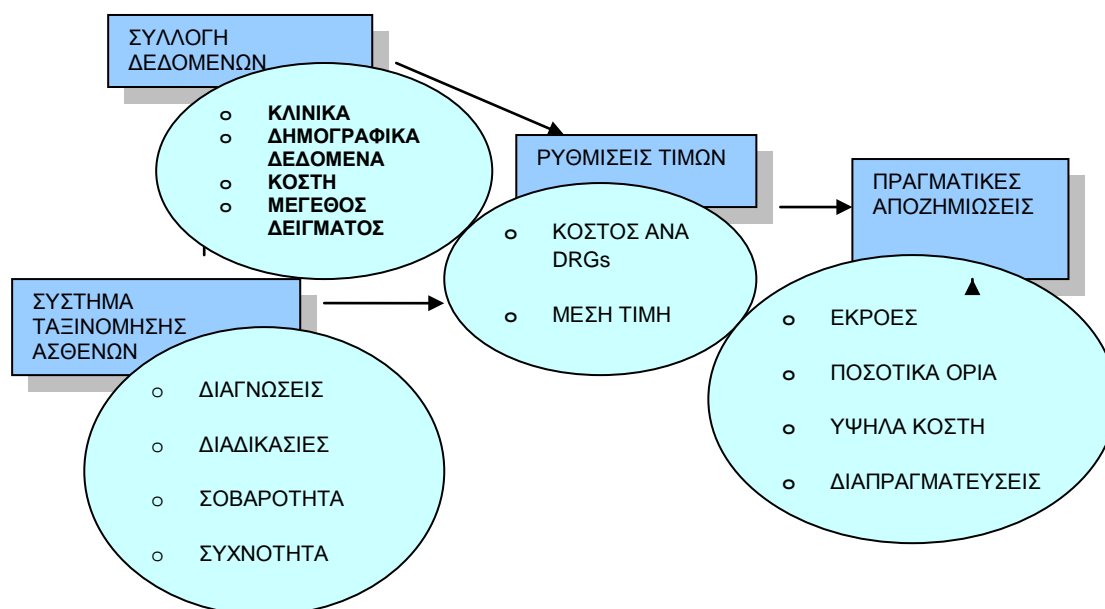 ΣΥΛΛΟΓΗ
ΔΕΔΟΜΕΝΩΝ
o ΚΛΙΝΙΚΑ
o ΔΗΜΟΓΡΑΦΙΚΑ
ΔΕΔΟΜΕΝΑ
o ΚΟΣΤΗ
o ΜΕΓΕΘΟΣ
ΔΕΙΓΜΑΤΟΣ
ΡΥΘΜΙΣΕΙΣ ΤΙΜΩΝ
o ΚΟΣΤΟΣ ΑΝΑ
DRGs
o ΜΕΣΗ ΤΙΜΗ
ΠΡΑΓΜΑΤΙΚΕΣ
ΑΠΟΖΗΜΙΩΣΕΙΣ
o ΕΚΡΟΕΣ
o ΠΟΣΟΤΙΚΑ ΟΡΙΑ
o ΥΨΗΛΑ ΚΟΣΤΗ
o ΔΙΑΠΡΑΓΜΑΤΕΥΣΕΙΣ
ΣΥΣΤΗΜΑ
ΤΑΞΙΝΟΜΗΣΗΣ
ΑΣΘΕΝΩΝ
o ΔΙΑΓΝΩΣΕΙΣ
o ΔΙΑΔΙΚΑΣΙΕΣ
o ΣΟΒΑΡΟΤΗΤΑ
o ΣΥΧΝΟΤΗΤΑ